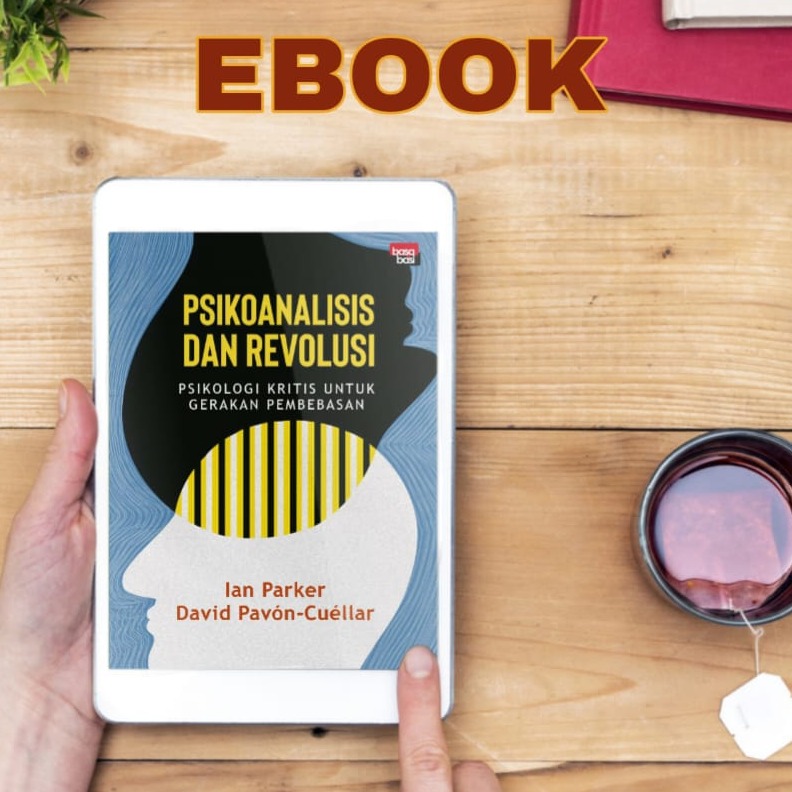 EBOOK
basa
basi
PSIKOANALISIS
DAN REVOLUSI
PSIKOLOGI KRITIS UNTUK
GERAKAN PEMBEBASAN
Ian Parker
David Pavón-Cuéllar